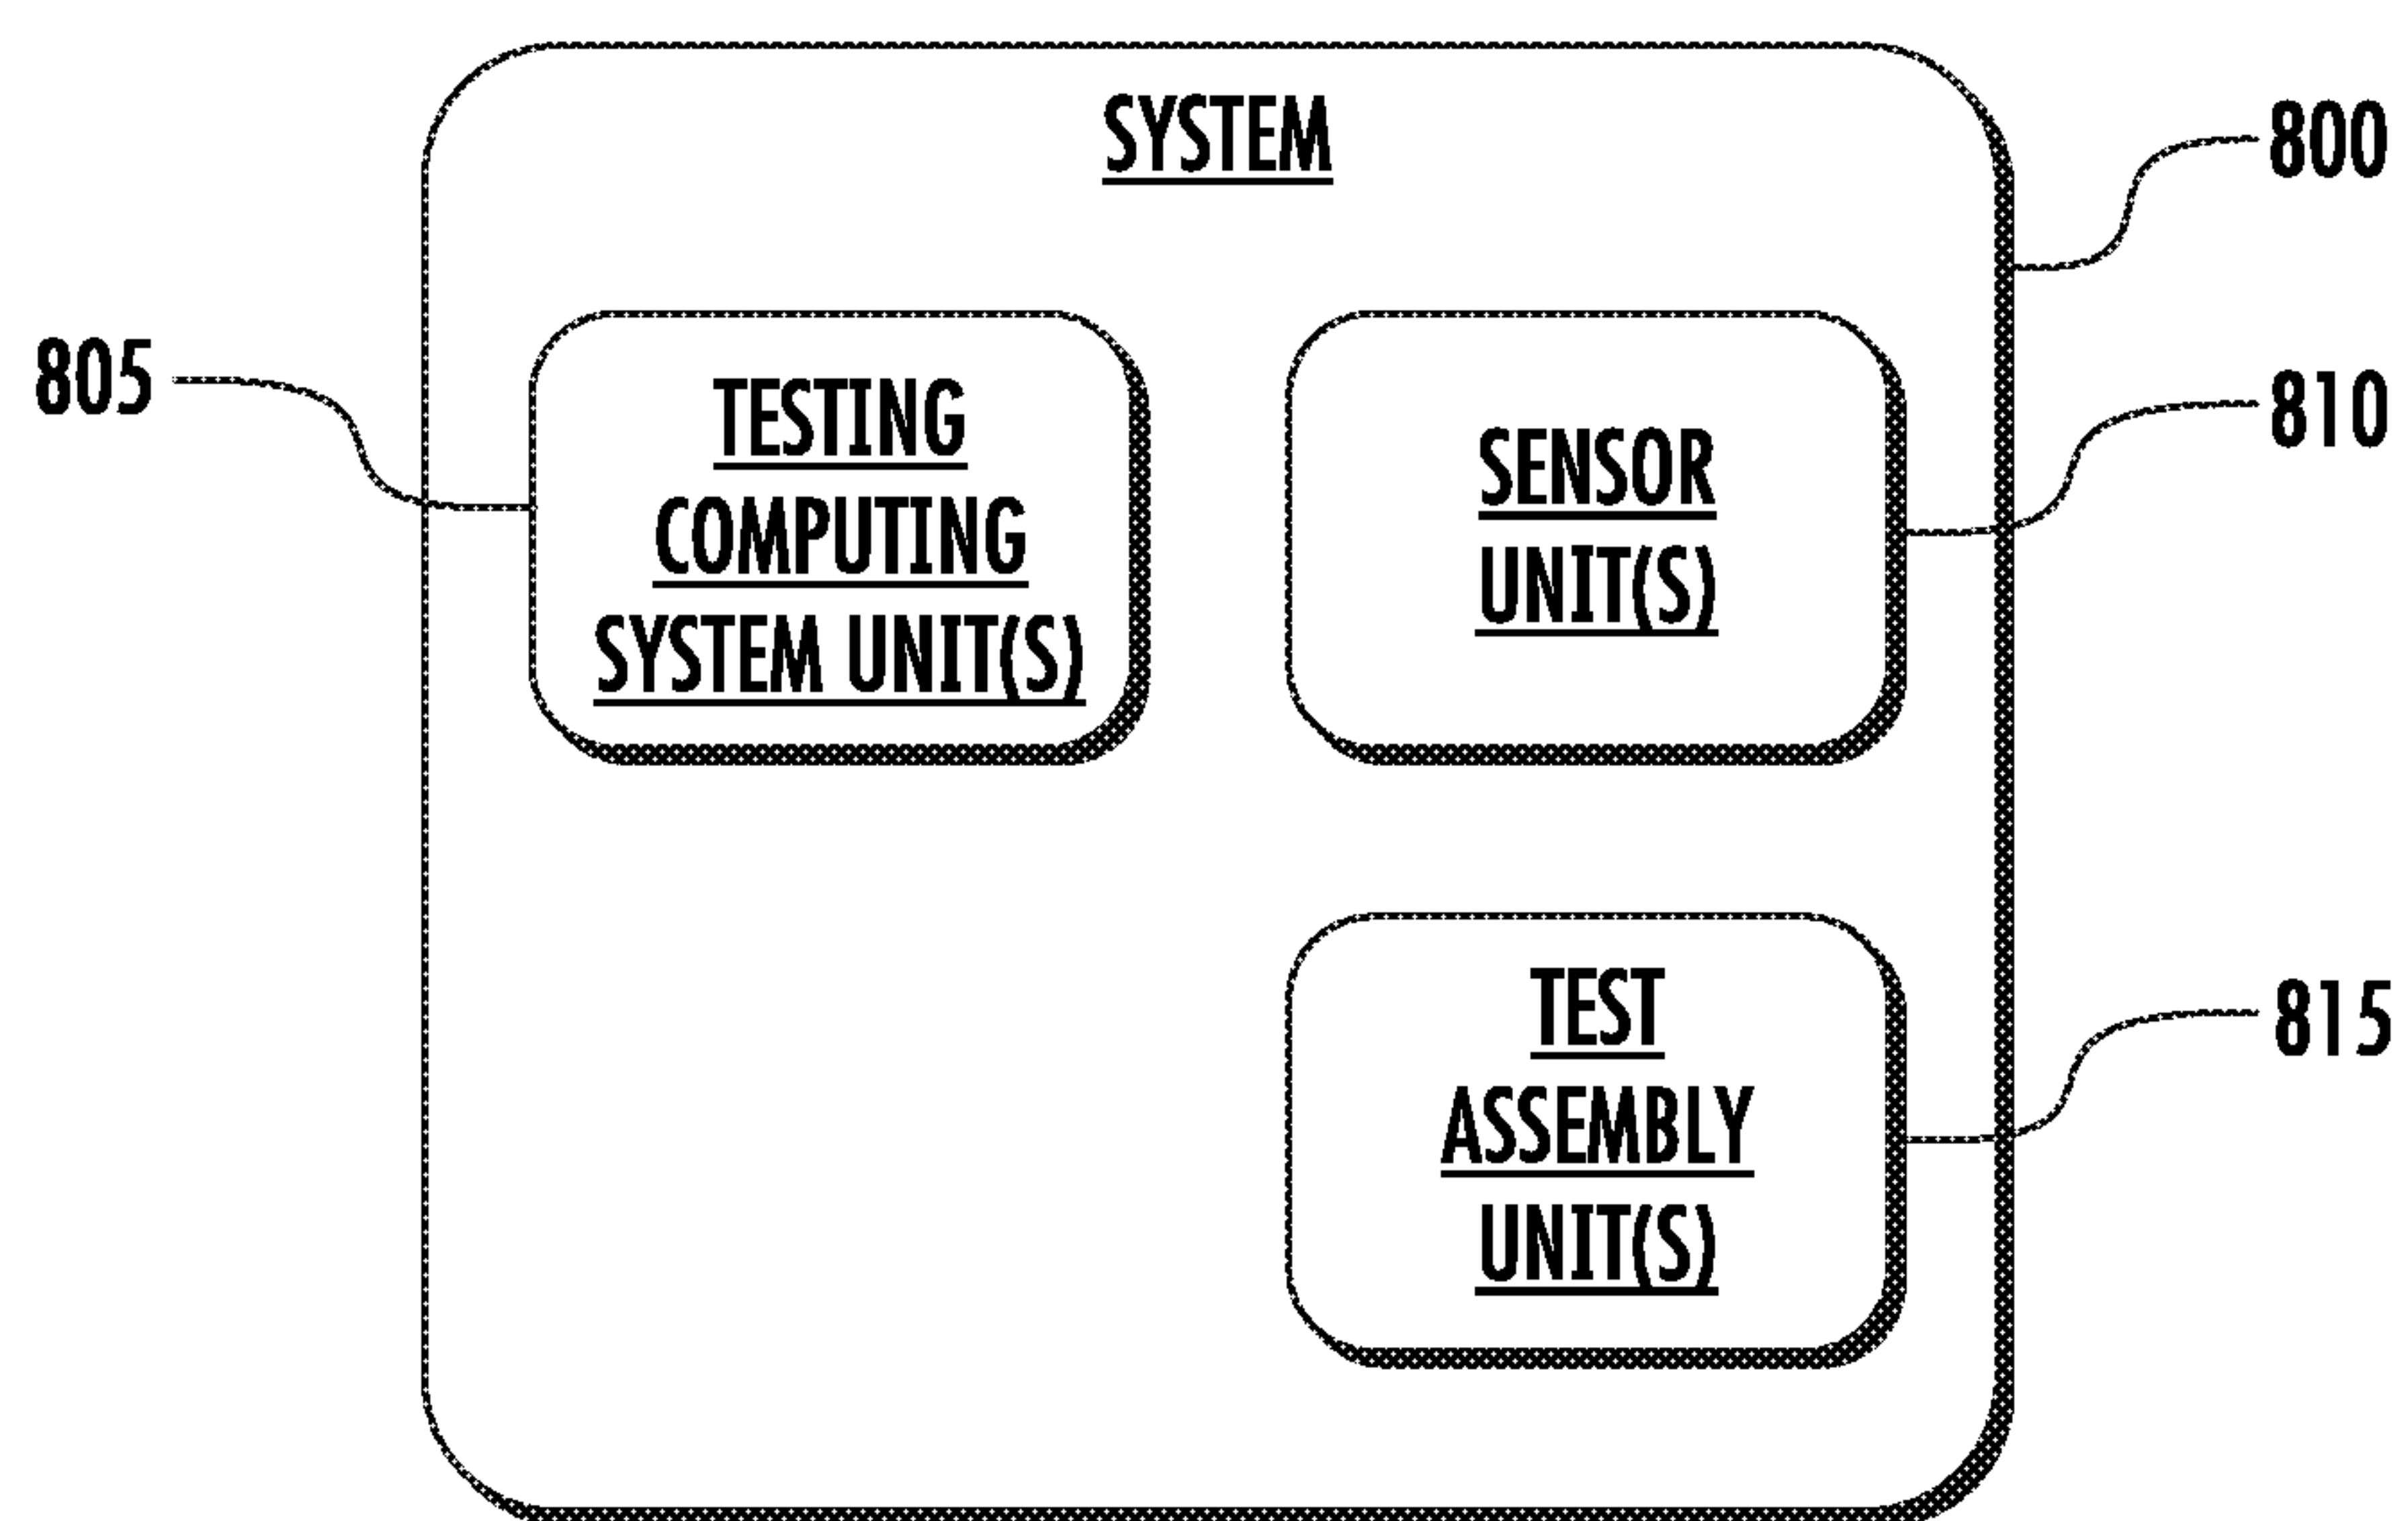 SYSTEM
800
805
TESTING
COMPUTING
SYSTEM UNIT(S)
SENSOR
UNIT(S)
810
TEST
ASSEMBLY
UNIT(S)
815